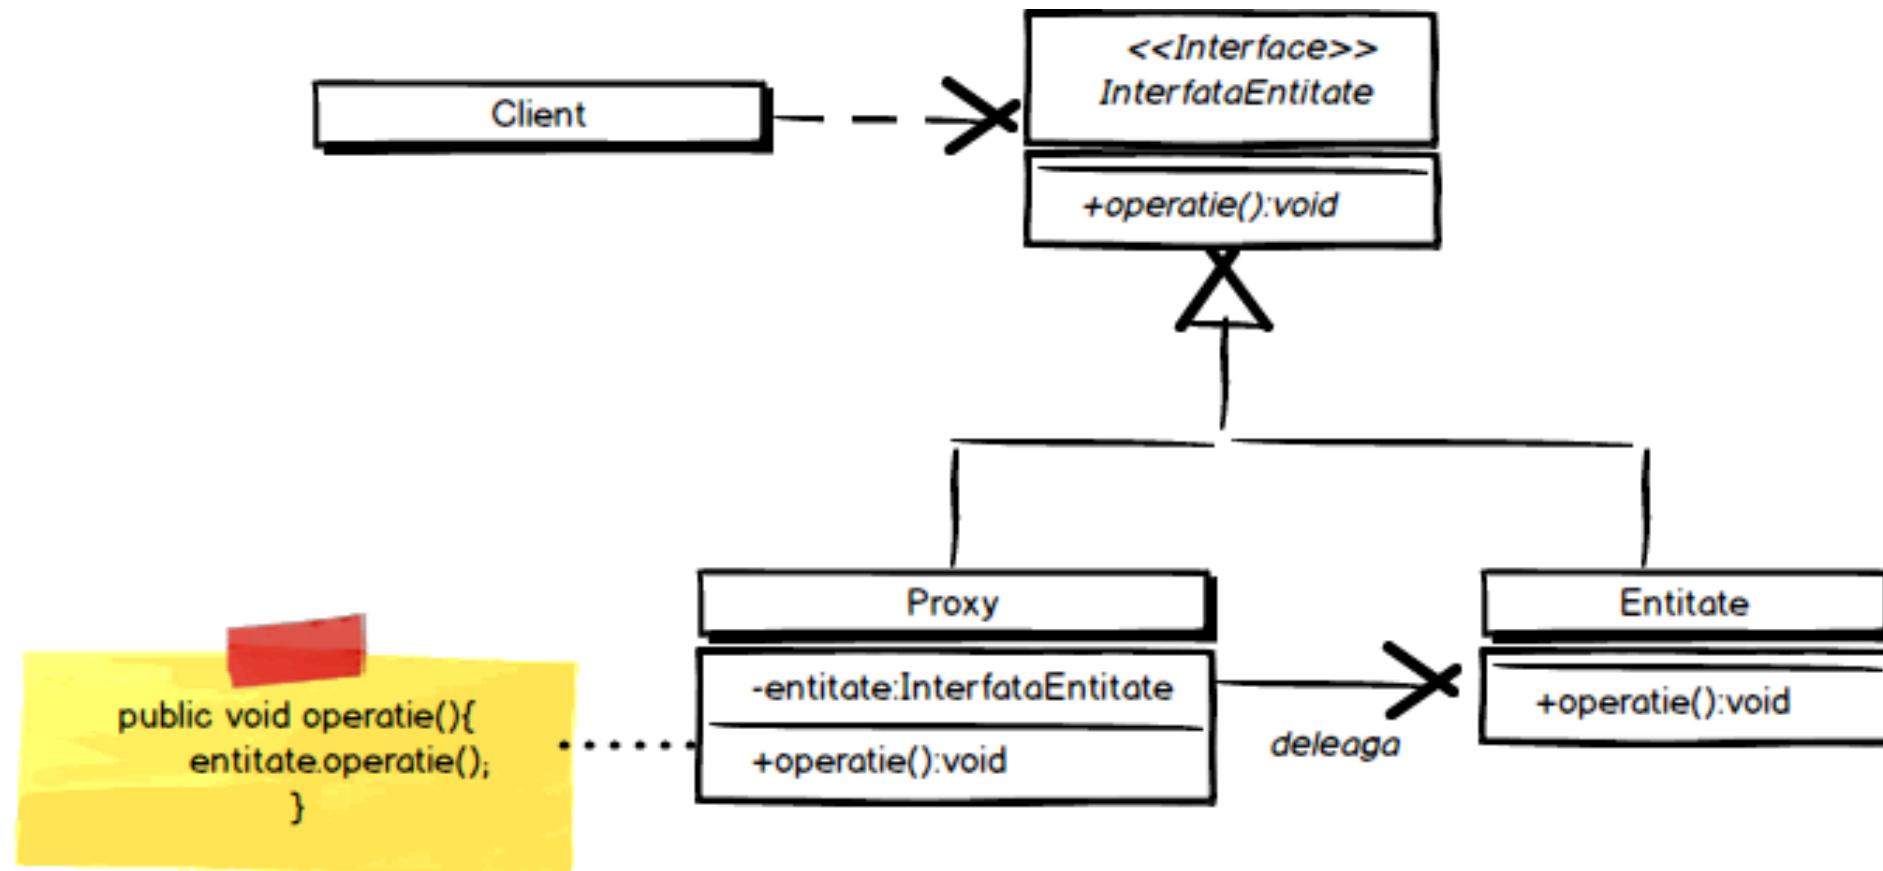 Client
<<Interface>>
InterfataEntitate
+operatie():void
Proxy
-entitate:InterfataEntitate
+operatie():void
deleaga
Entitate
+operatie():void
public void operatie(){
entitate.operatie();
}